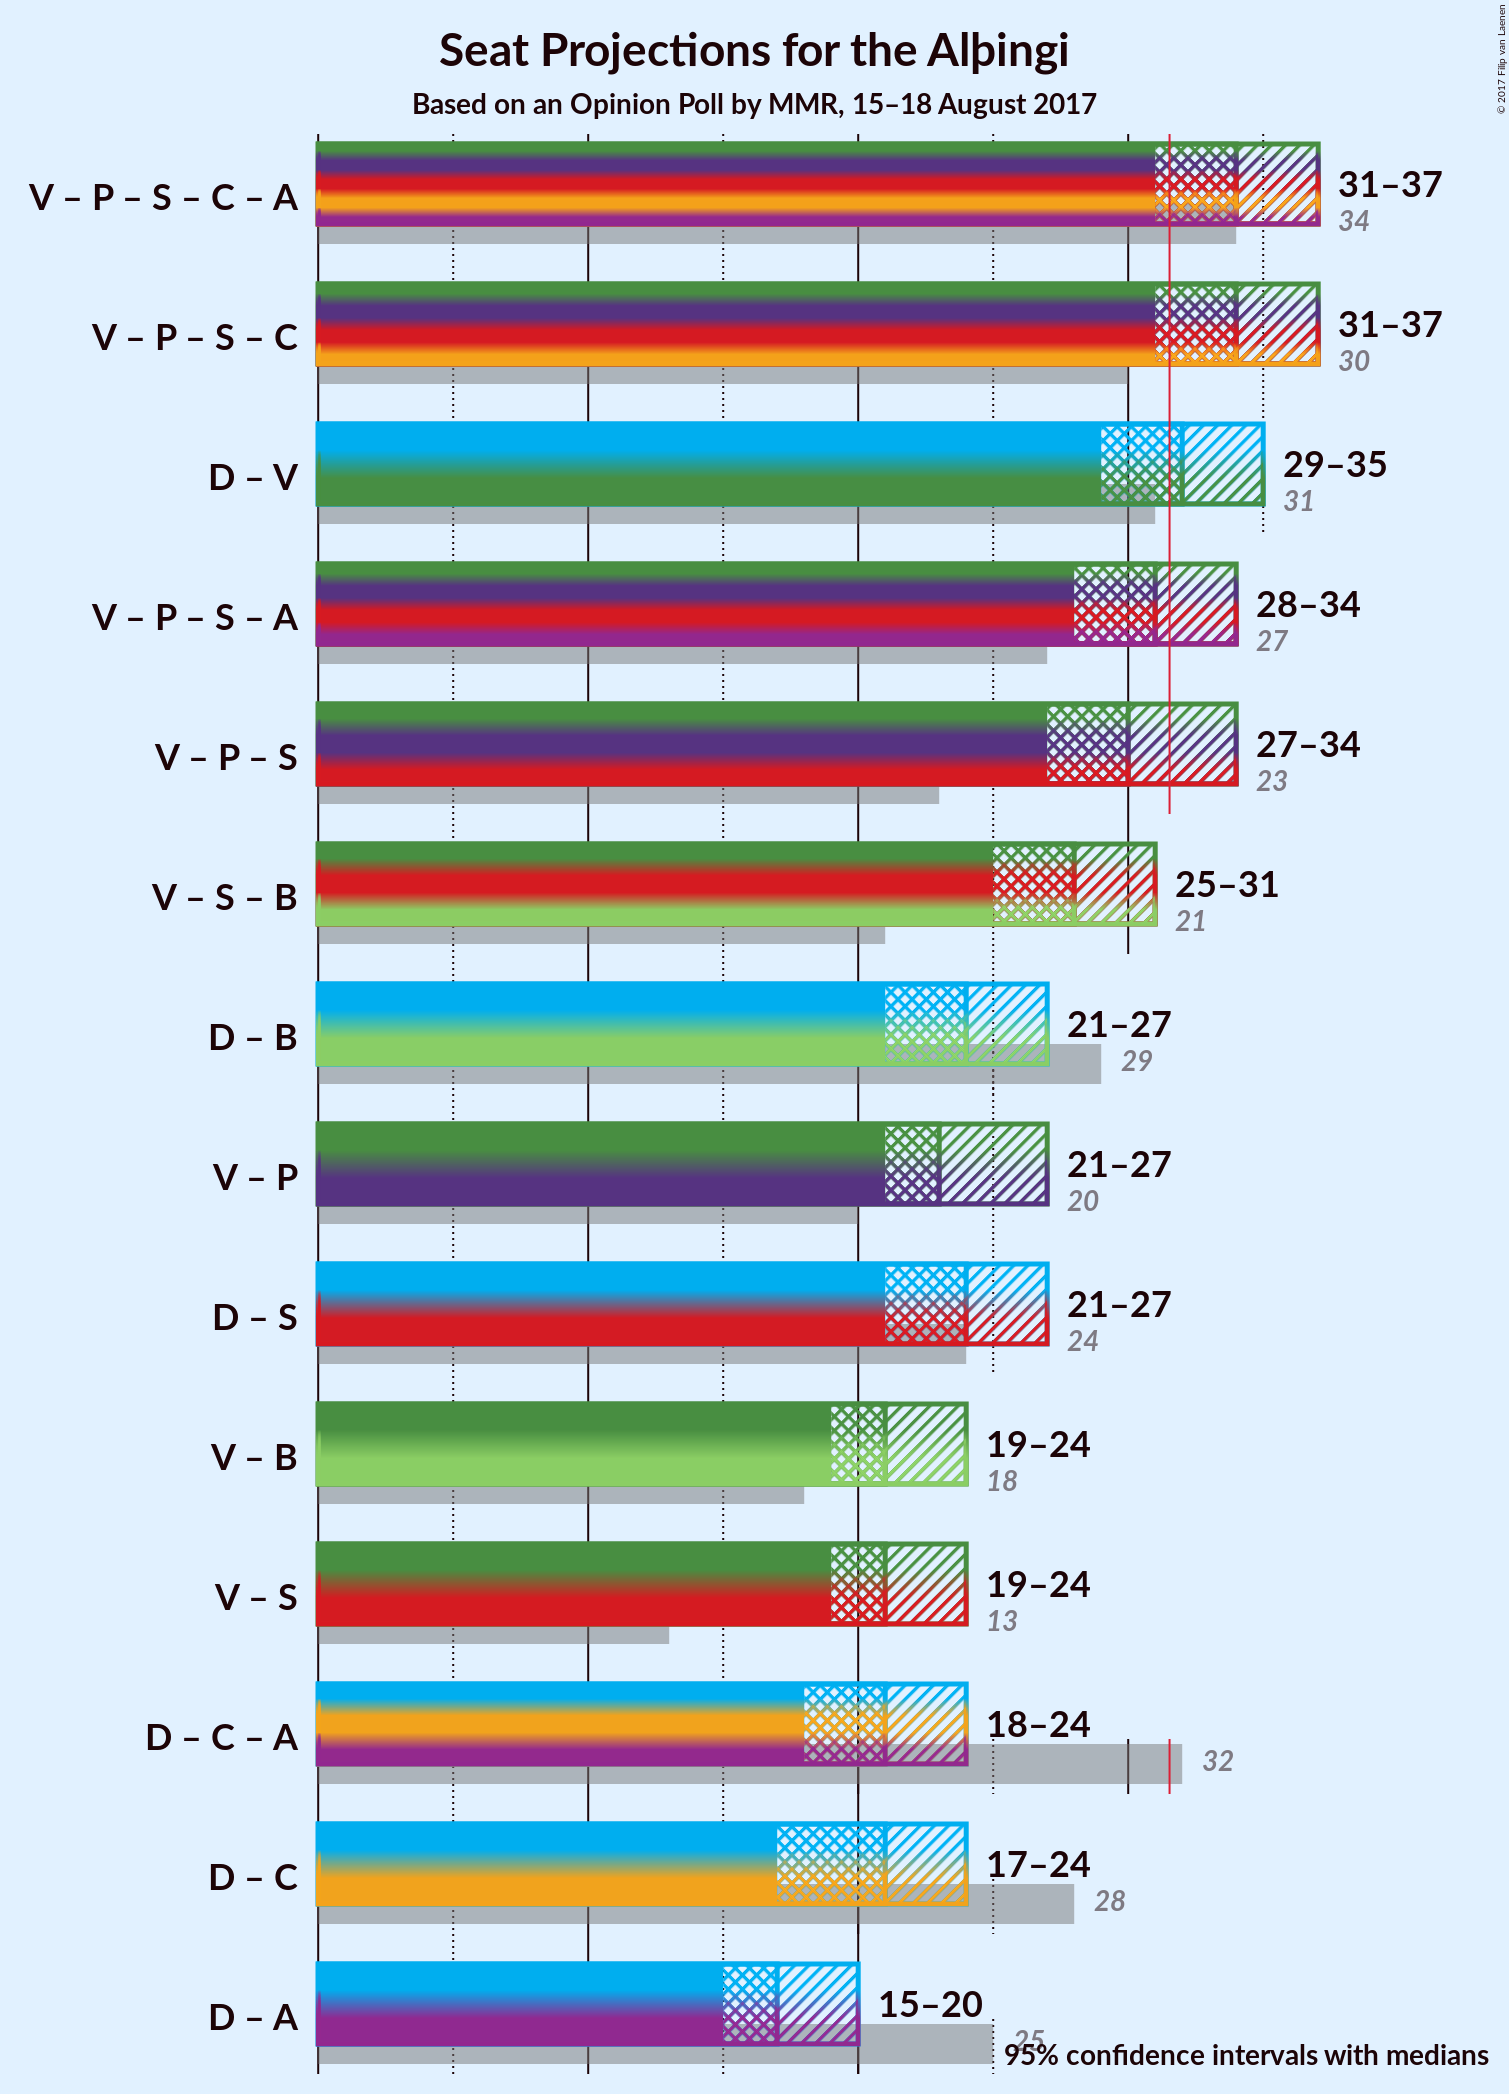 Seat Projections for the Alþingi
Based on an Opinion Poll by MMR, 15–18 August 2017
© 2017 Filip van Laenen
V – P – S – C – A
31–37
34
V – P – S – C
31–37
30
D – V
29–35
31
V – P – S – A
28–34
27
V – P – S
27–34
23
V – S – B
25–31
21
D – B
21–27
29
V – P
21–27
20
D – S
21–27
24
V – B
19–24
18
V – S
19–24
13
D – C – A
18–24
32
D – C
17–24
28
D – A
15–20
25
95% confidence intervals with medians